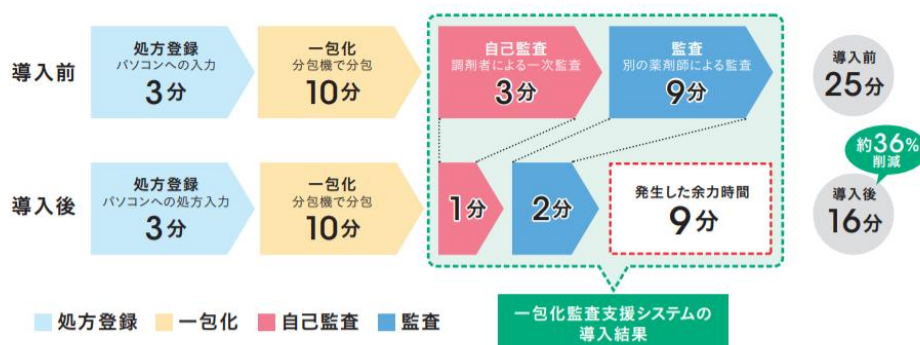 導入前
処方登録
パソコンへの入力
3分
一包化
分包機で分包
10分
自己監査
調剤者による一次監査
3分
監査
別の薬剤師による監査
9分
導入前
25分
約36%
削減
導入後
処方登録
パソコンへの処方入力
3分
一包化
分包機で分包
10分
1分
2分
発生した余力時間
9分
導入後
16分
処方登録
一包化
自己監査
監査
一包化監査支援システムの
導入結果